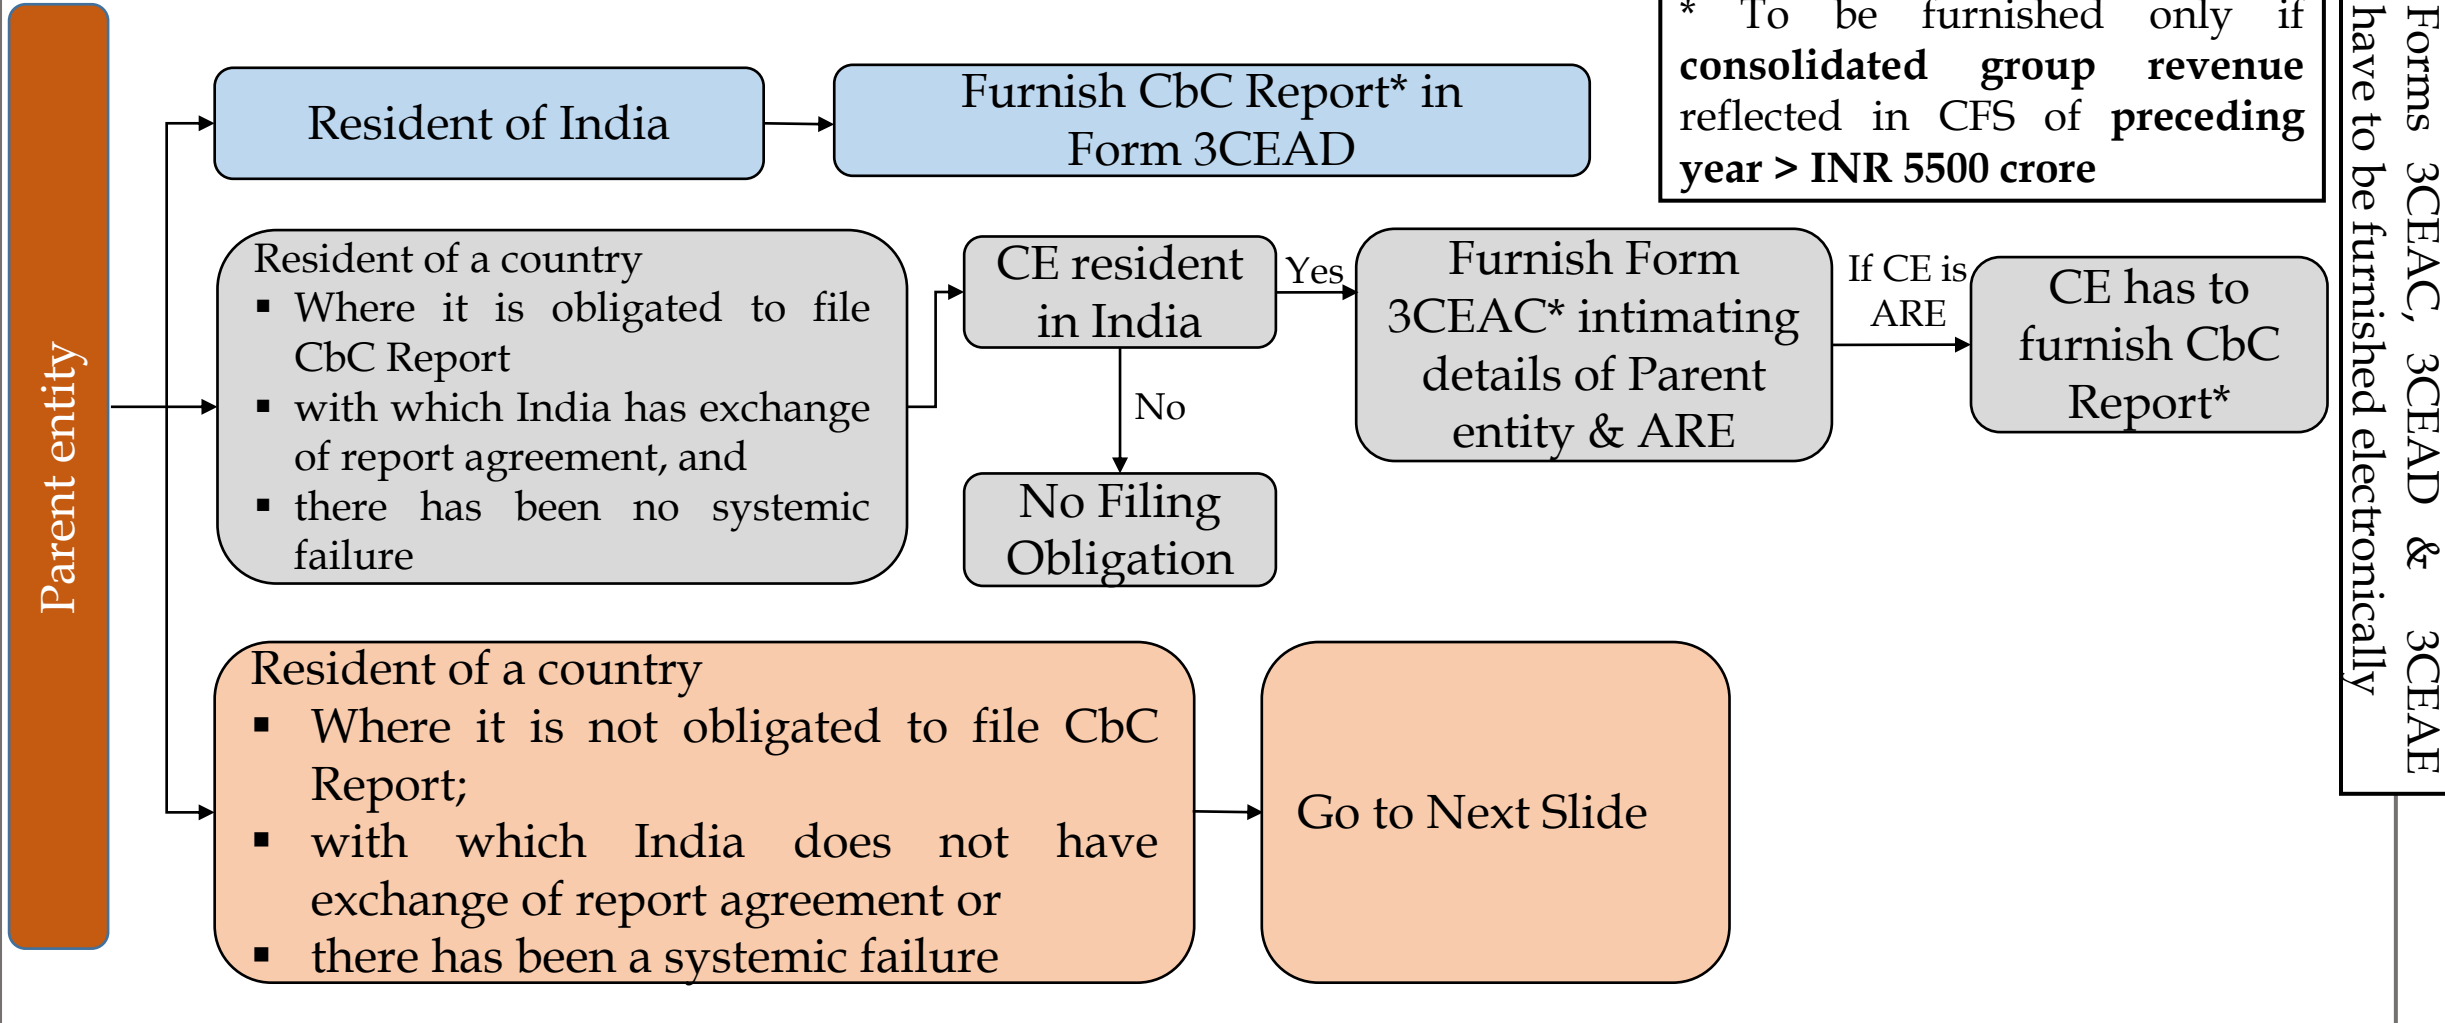 Parent entity
Resident of India
Furnish CbC Report* in
Form 3CEAD
* To be furnished only if
consolidated group revenue
reflected in CFS of preceding
year > INR 5500 crore
Resident of a country
▪ Where it is obligated to file
CbC Report
▪ with which India has exchange
of report agreement, and
▪ there has been no systemic
failure
CE resident
in India
Yes
No
No Filing
Obligation
Furnish Form
3CEAC* intimating
details of Parent
entity & ARE
If CE is
ARE
CE has to
furnish CbC
Report*
Resident of a country
▪ Where it is not obligated to file CbC
Report;
▪ with which India does not have
exchange of report agreement or
▪ there has been a systemic failure
Go to Next Slide
Forms 3CEAC, 3CEAD & 3CEAE
have to be furnished electronically